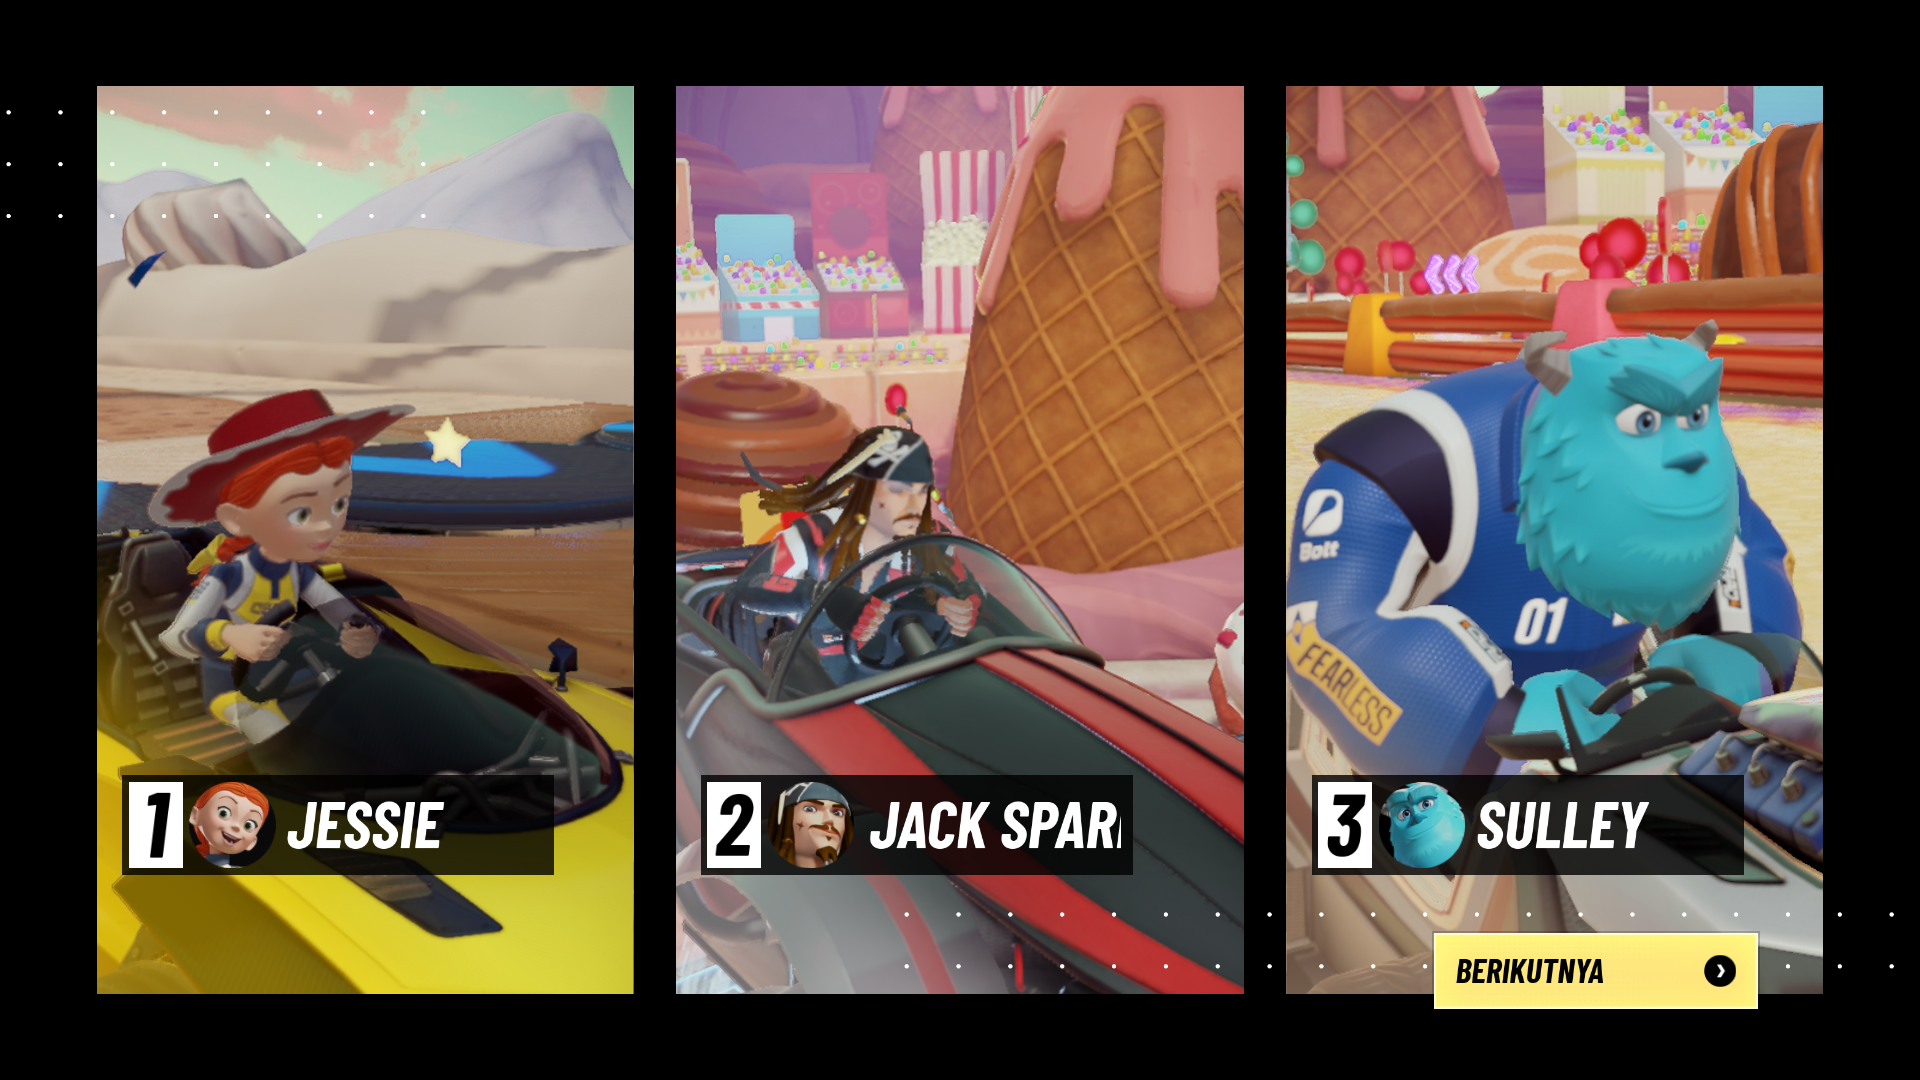 Bolt
01
FEARLESS
1 JESSIE
2 JACK SPAR
3 SULLEY
BERIKUTNYA